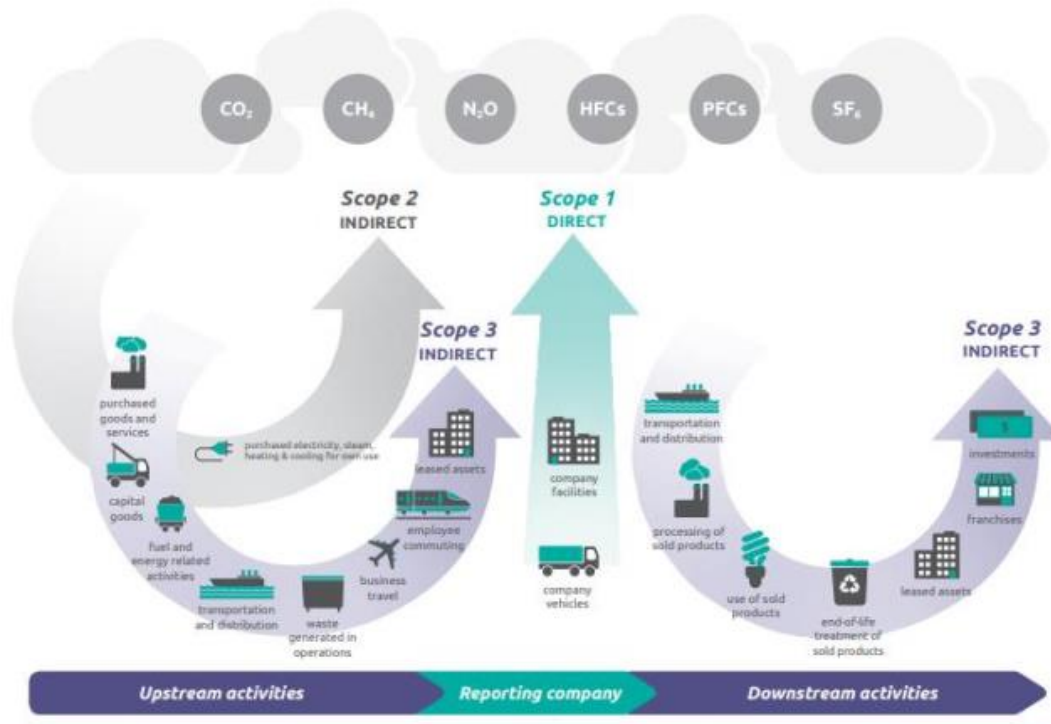 CO₂
CH₄
N₂O
HFCs
PFCs
SF₆
Scope 2
INDIRECT
Scope 1
DIRECT
Scope 3
INDIRECT
Scope 3
INDIRECT
purchased
goods and
services
purchased electricity, steam,
heating & cooling for own use
capital
goods
fuel and
energy related
activities
transportation
and distribution
waste
generated in
operations
business
travel
employee
commuting
leased assets
company
facilities
company
vehicles
transportation
and distribution
processing of
sold products
use of sold
products
end-of-life
treatment of
sold products
leased assets
franchises
$
investments
Upstream activities
Reporting company
Downstream activities